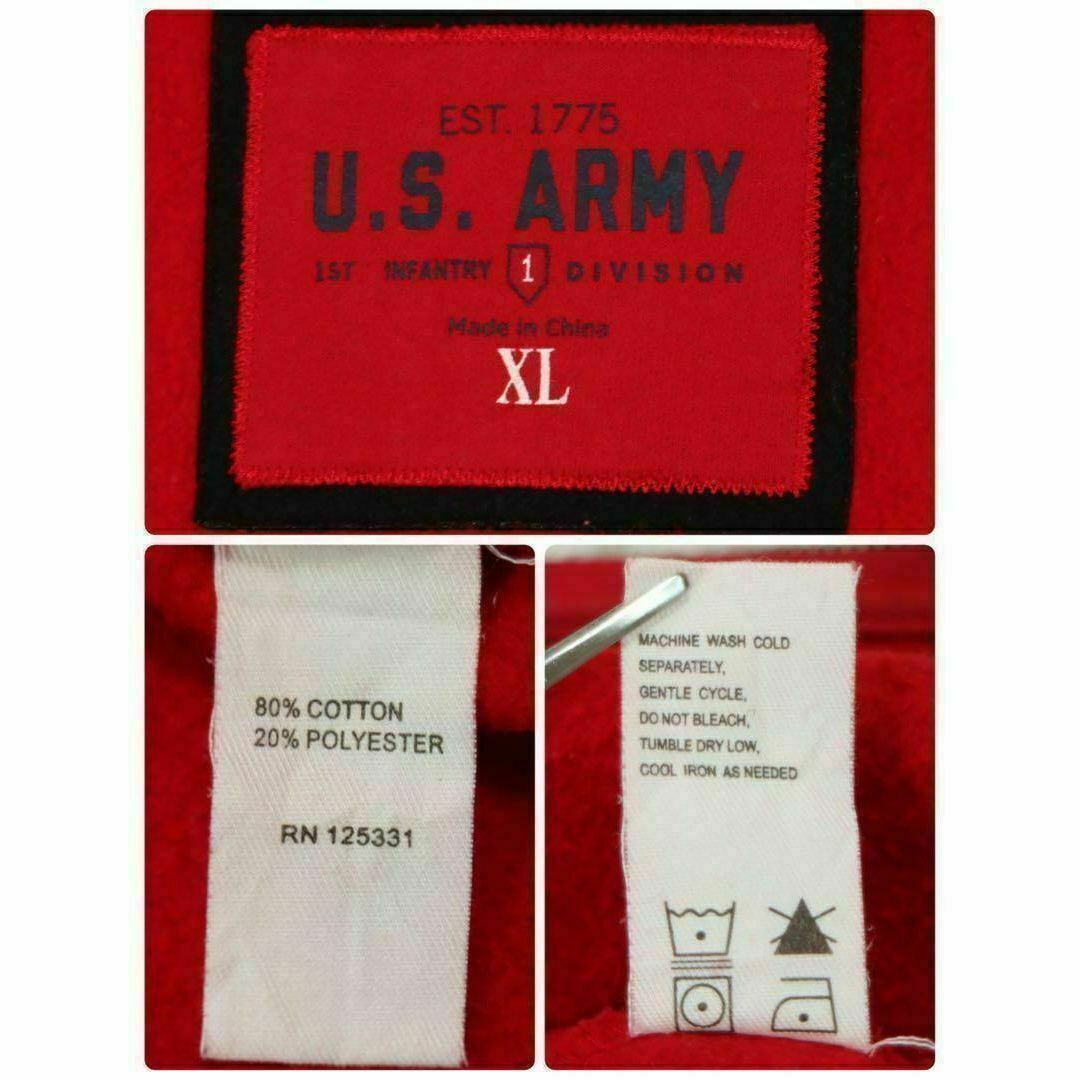 EST. 1775
U.S. ARMY
1ST INFANTRY 1 DIVISION
Made in China
XL
80% COTTON
20% POLYESTER
RN 125331
MACHINE WASH COLD
SEPARATELY,
GENTLE CYCLE,
DO NOT BLEACH,
TUMBLE DRY LOW,
COOL IRON AS NEEDED